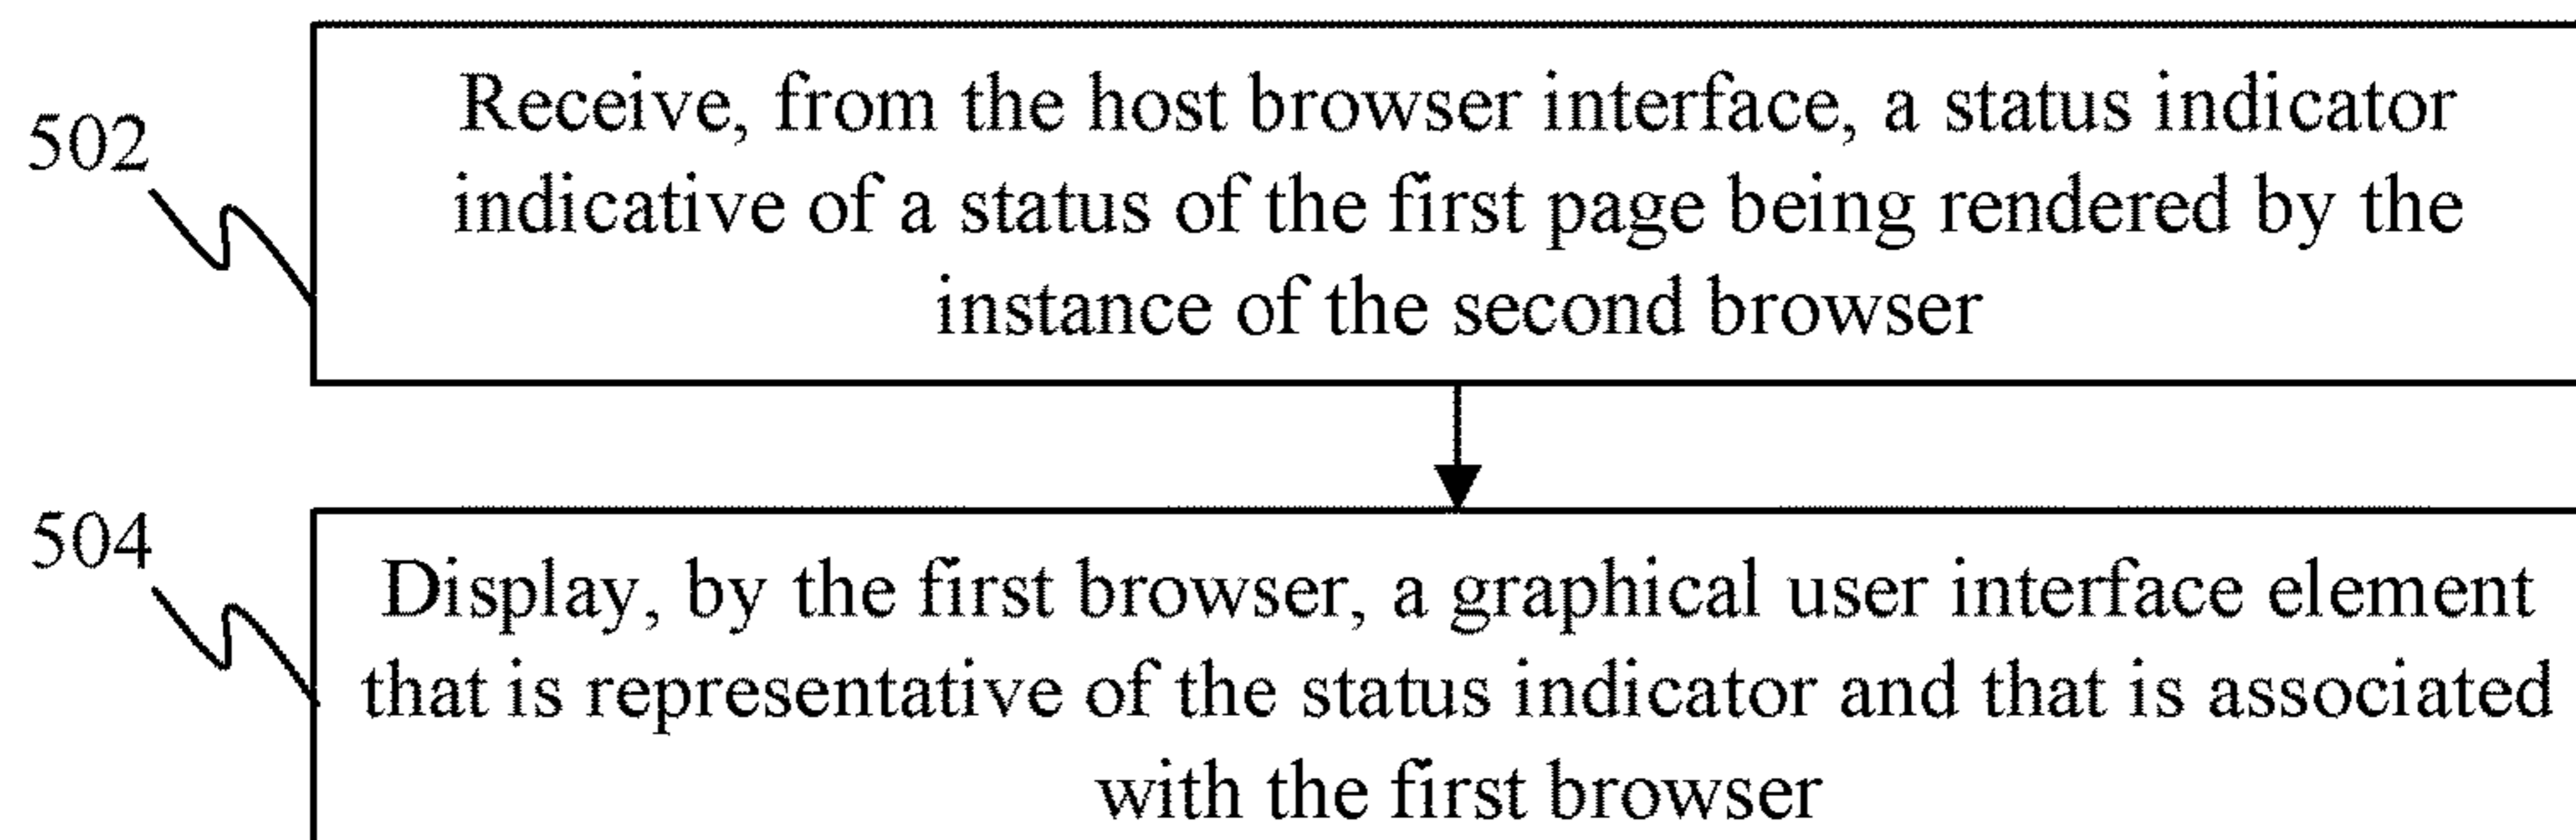 502
Receive, from the host browser interface, a status indicator
indicative of a status of the first page being rendered by the
instance of the second browser
504
Display, by the first browser, a graphical user interface element
that is representative of the status indicator and that is associated
with the first browser